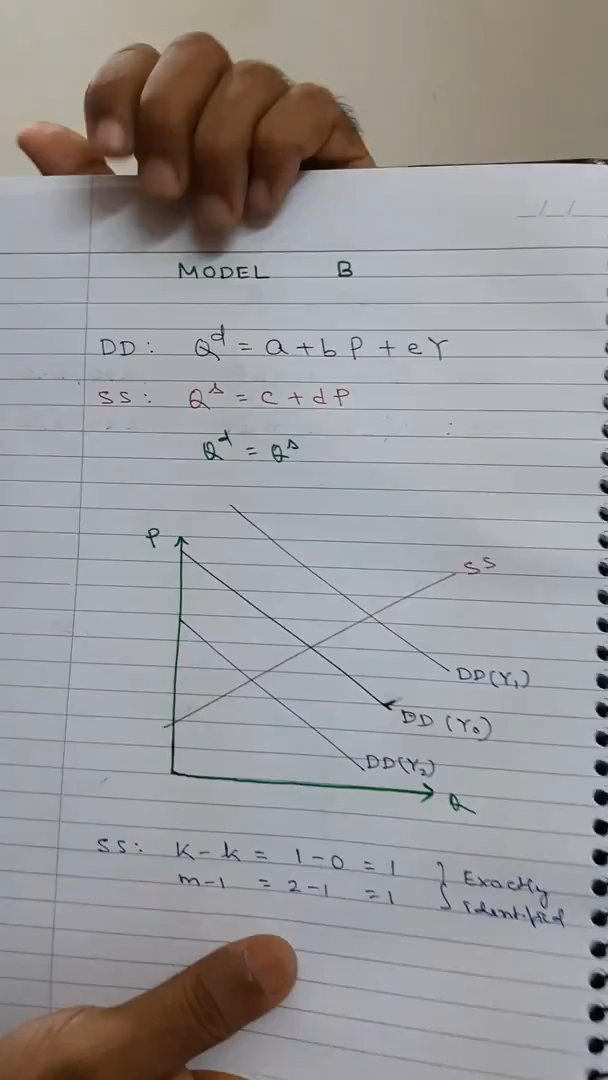 MODEL B
DD: Q^d = a + bP + eY
SS: Q^s = c + dP
Q^d = Q^s
P
SS
DD(Y₁)
DD(Y₀)
DD(Y₂)
Q
SS: K - k = 1 - 0 = 1 } Exactly
m - 1 = 2 - 1 = 1 } identified